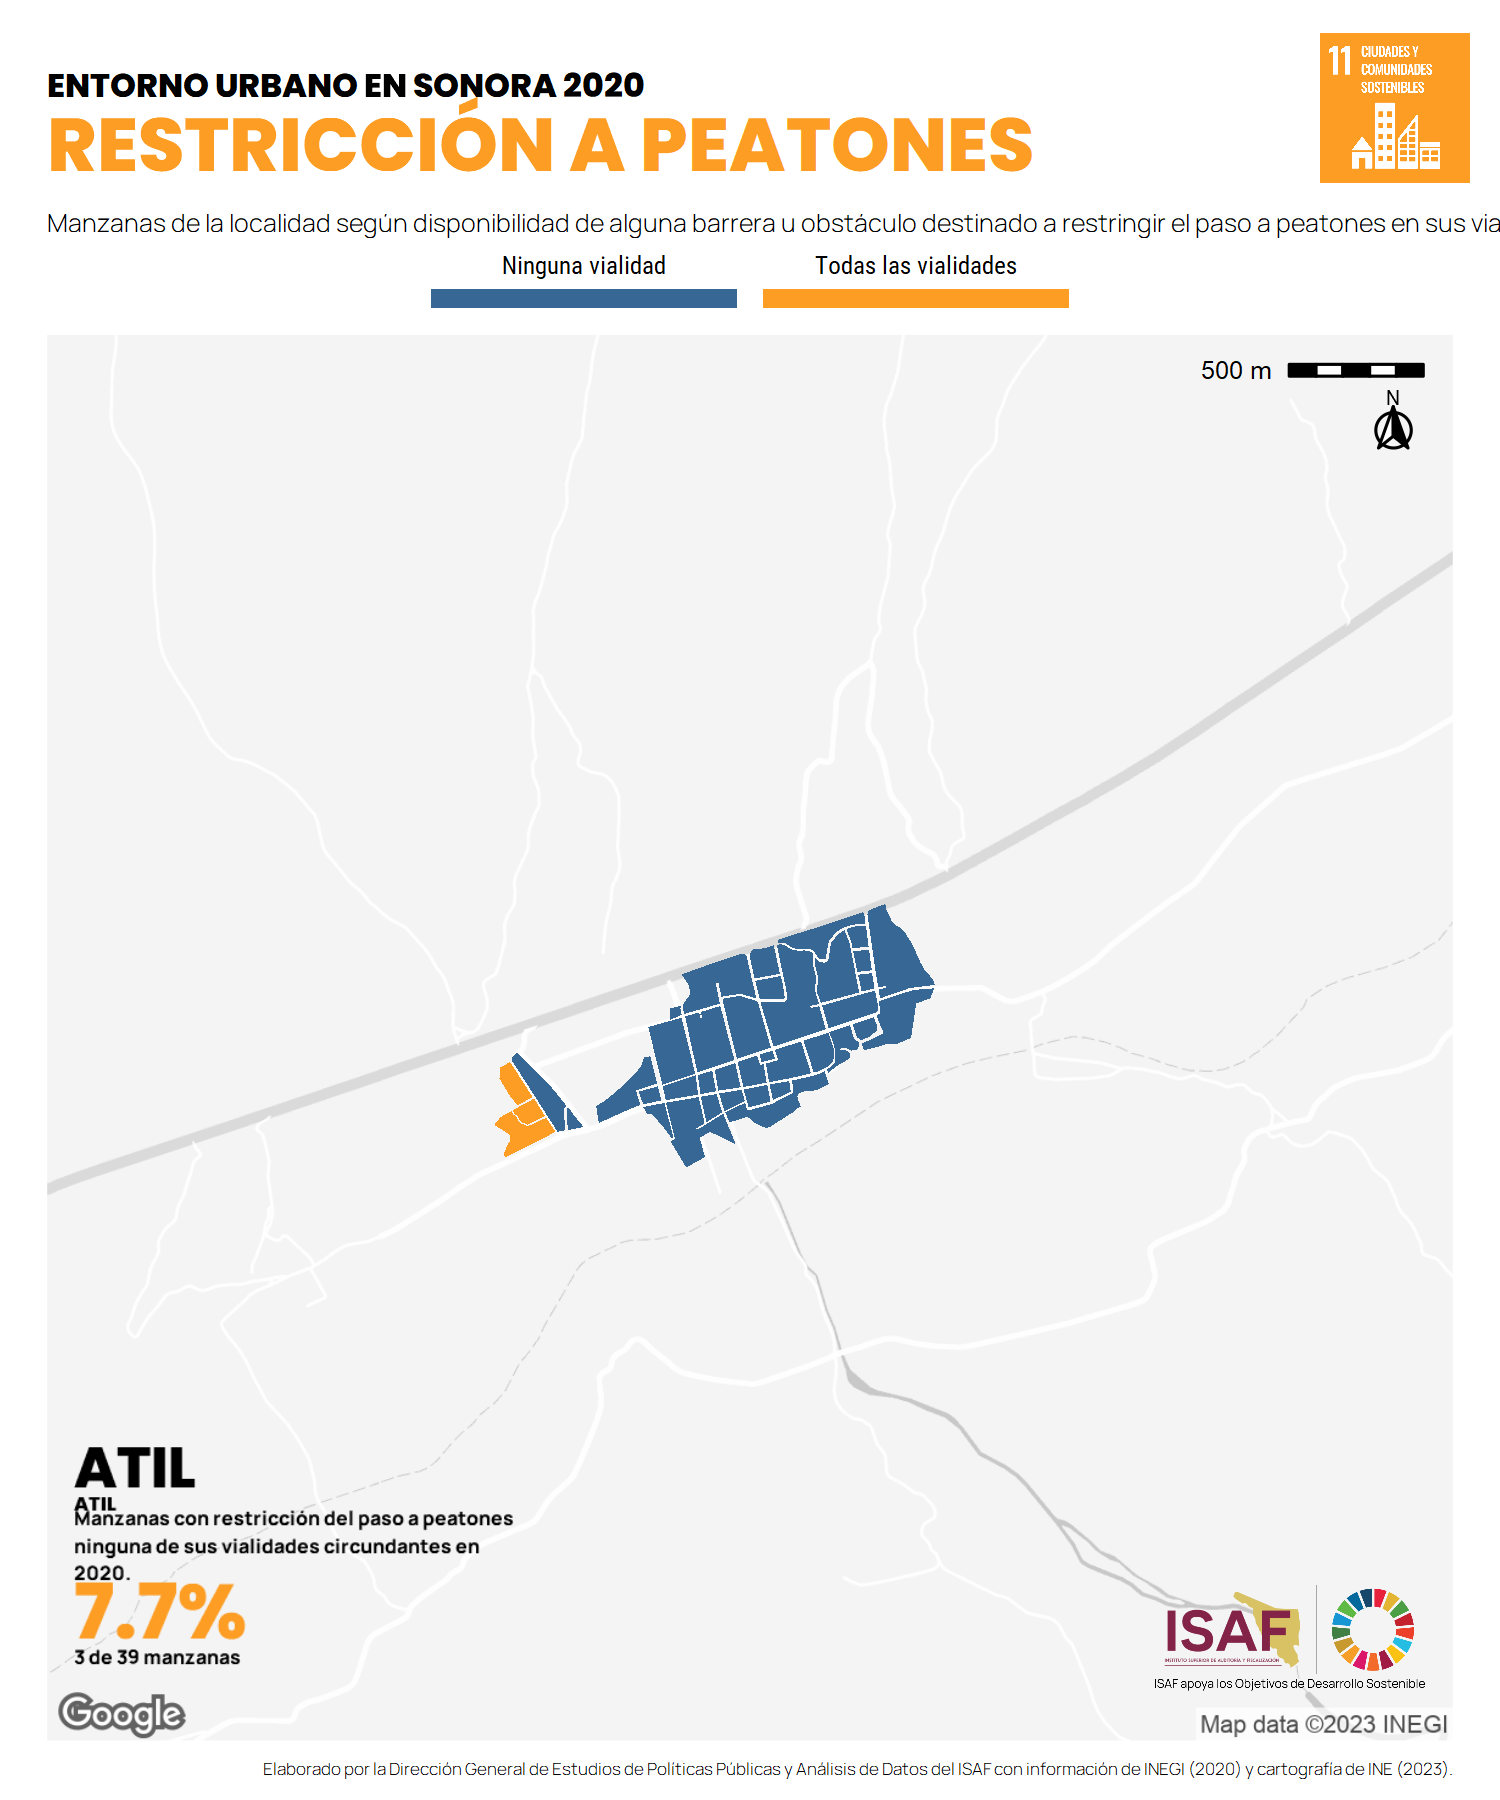 ENTORNO URBANO EN SONORA 2020
RESTRICCIÓN A PEATONES
11 CIUDADES Y
COMUNIDADES
SOSTENIBLES
Manzanas de la localidad según disponibilidad de alguna barrera u obstáculo destinado a restringir el paso a peatones en sus via
Ninguna vialidad
Todas las vialidades
500 m
N
ATIL
ATIL
Manzanas con restricción del paso a peatones
ninguna de sus vialidades circundantes en
2020.
7.7%
3 de 39 manzanas
ISAF
INSTITUTO SUPERIOR DE AUDITORÍA Y FISCALIZACIÓN
ISAF apoya los Objetivos de Desarrollo Sostenible
Google
Map data ©2023 INEGI
Elaborado por la Dirección General de Estudios de Políticas Públicas y Análisis de Datos del ISAF con información de INEGI (2020) y cartografía de INE (2023).